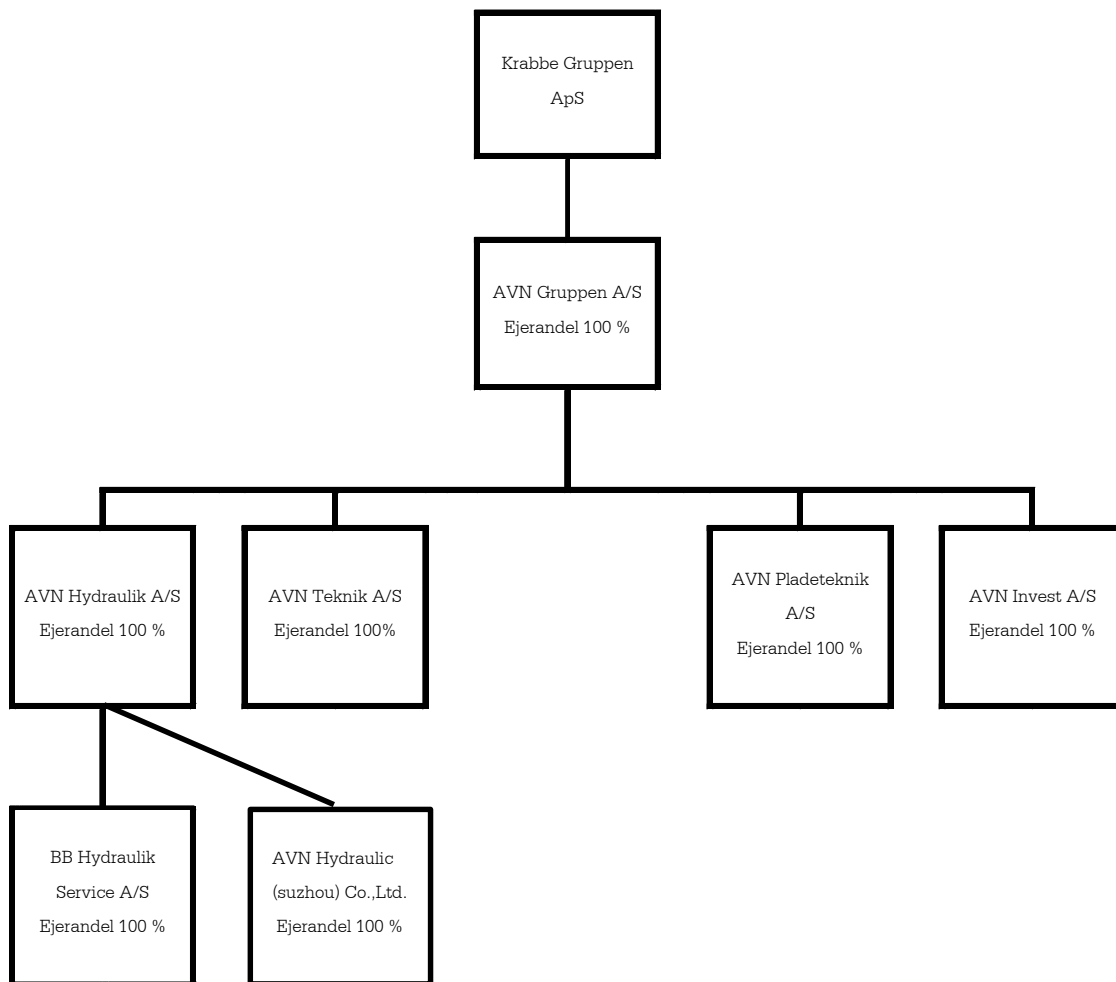 Krabbe Gruppen
ApS
AVN Gruppen A/S
Ejerandel 100 %
AVN Hydraulik A/S
Ejerandel 100 %
AVN Teknik A/S
Ejerandel 100%
AVN Pladeteknik
A/S
Ejerandel 100 %
AVN Invest A/S
Ejerandel 100 %
BB Hydraulik
Service A/S
Ejerandel 100 %
AVN Hydraulic
(suzhou) Co.,Ltd.
Ejerandel 100 %